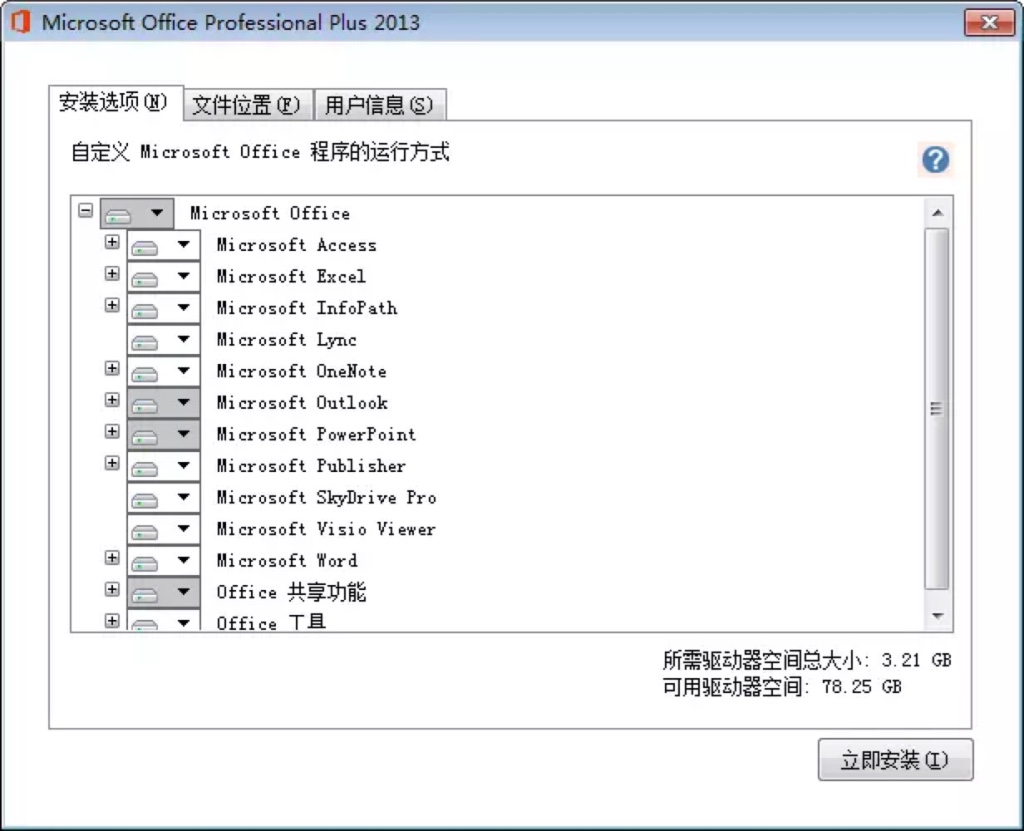 Microsoft Office Professional Plus 2013
安装选项(N) 文件位置(F) 用户信息(S)
自定义 Microsoft Office 程序的运行方式
Microsoft Office
Microsoft Access
Microsoft Excel
Microsoft InfoPath
Microsoft Lync
Microsoft OneNote
Microsoft Outlook
Microsoft PowerPoint
Microsoft Publisher
Microsoft SkyDrive Pro
Microsoft Visio Viewer
Microsoft Word
Office 共享功能
Office 工具
所需驱动器空间总大小: 3.21 GB
可用驱动器空间: 78.25 GB
立即安装(I)